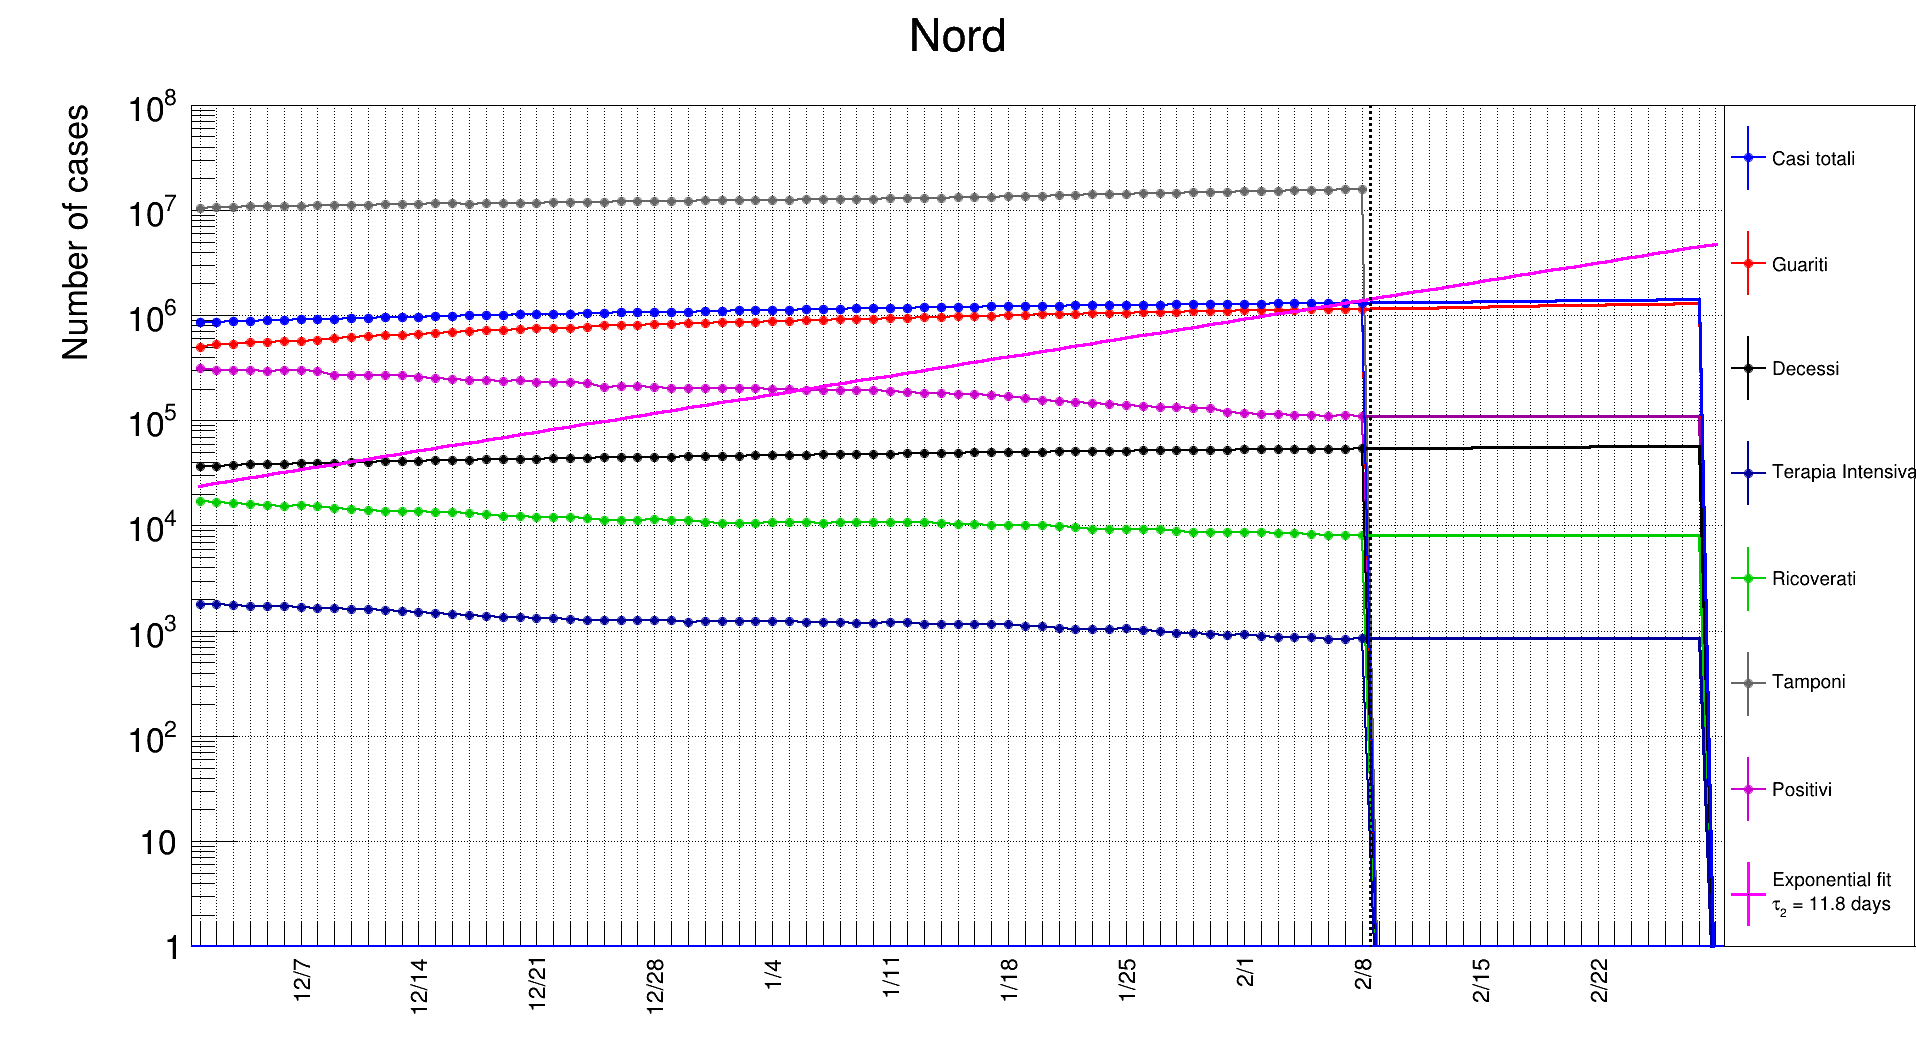 Nord
Number of cases
10^8
10^7
10^6
10^5
10^4
10^3
10^2
10
1
12/7
12/14
12/21
12/28
1/4
1/11
1/18
1/25
2/1
2/8
2/15
2/22
Casi totali
Guariti
Decessi
Terapia Intensiva
Ricoverati
Tamponi
Positivi
Exponential fit
τ_2 = 11.8 days